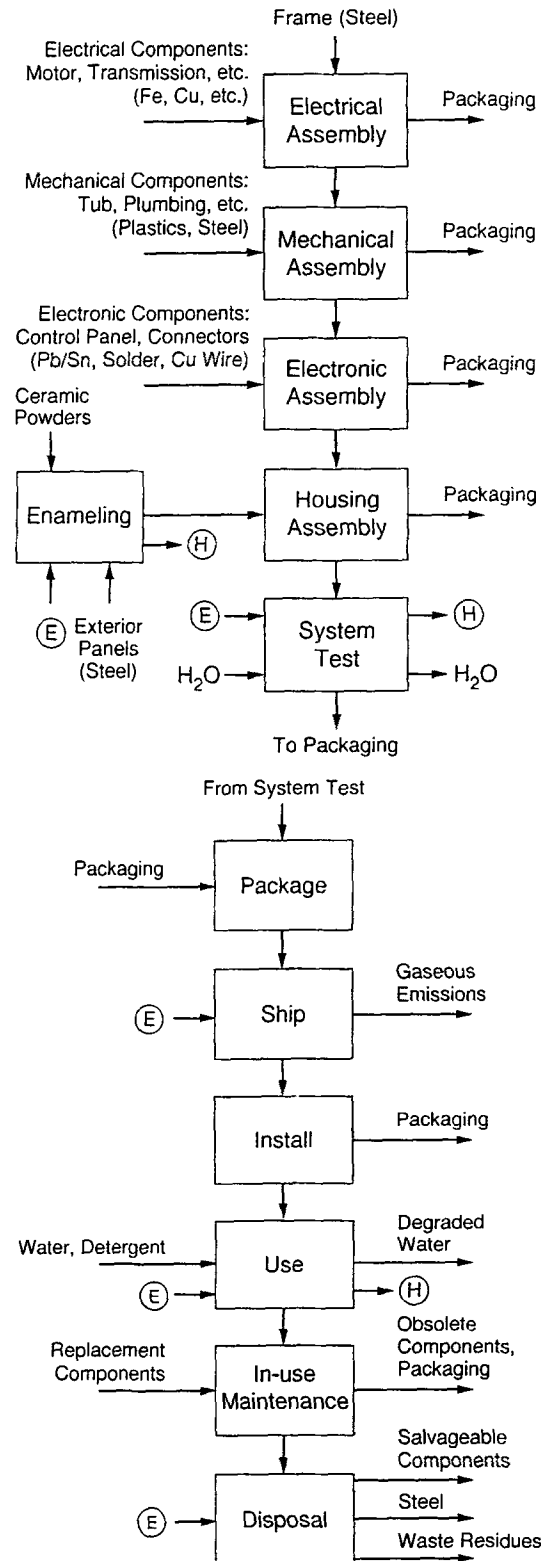 Frame (Steel)
Electrical Components:
Motor, Transmission, etc.
(Fe, Cu, etc.)
Electrical
Assembly
Packaging
Mechanical Components:
Tub, Plumbing, etc.
(Plastics, Steel)
Mechanical
Assembly
Packaging
Electronic Components:
Control Panel, Connectors
(Pb/Sn, Solder, Cu Wire)
Electronic
Assembly
Packaging
Ceramic
Powders
Enameling
H
Housing
Assembly
Packaging
E
Exterior
Panels
(Steel)
E
H₂O
System
Test
H
H₂O
To Packaging
From System Test
Packaging
Package
E
Ship
Gaseous
Emissions
Install
Packaging
Water, Detergent
E
Use
Degraded
Water
H
Replacement
Components
In-use
Maintenance
Obsolete
Components,
Packaging
E
Disposal
Salvageable
Components
Steel
Waste Residues